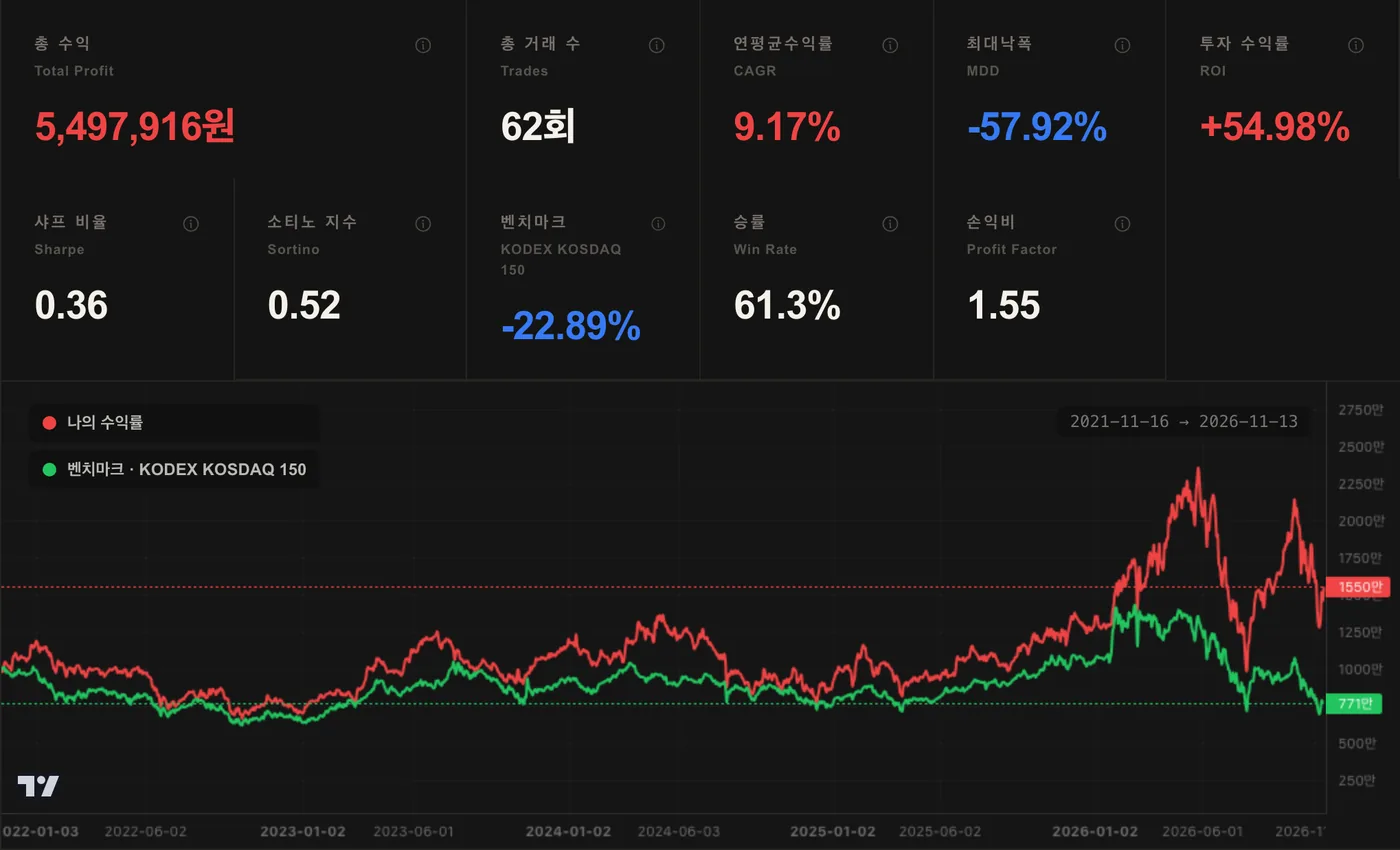 총 수익
Total Profit
5,497,916원
총 거래 수
Trades
62회
연평균수익률
CAGR
9.17%
최대낙폭
MDD
-57.92%
투자 수익률
ROI
+54.98%
샤프 비율
Sharpe
0.36
소티노 지수
Sortino
0.52
벤치마크
KODEX KOSDAQ
150
-22.89%
승률
Win Rate
61.3%
손익비
Profit Factor
1.55
나의 수익률
벤치마크 · KODEX KOSDAQ 150
2021-11-16 → 2026-11-13
2750만
2500만
2250만
2000만
1750만
1550만
1250만
1000만
771만
500만
250만
022-01-03
2022-06-02
2023-01-02
2023-06-01
2024-01-02
2024-06-03
2025-01-02
2025-06-02
2026-01-02
2026-06-01
2026-1